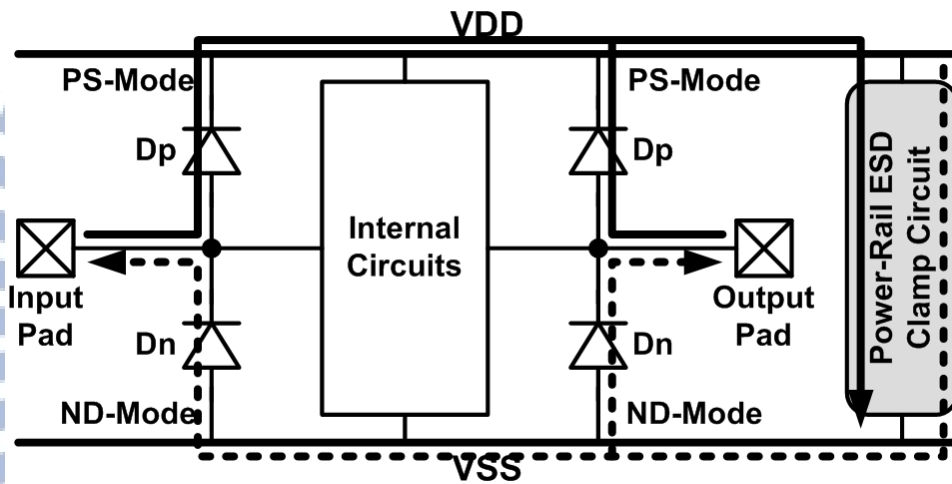 VDD
PS-Mode
PS-Mode
Dp
Dp
Internal
Circuits
Input
Pad
Output
Pad
Power-Rail ESD
Clamp Circuit
Dn
Dn
ND-Mode
ND-Mode
VSS